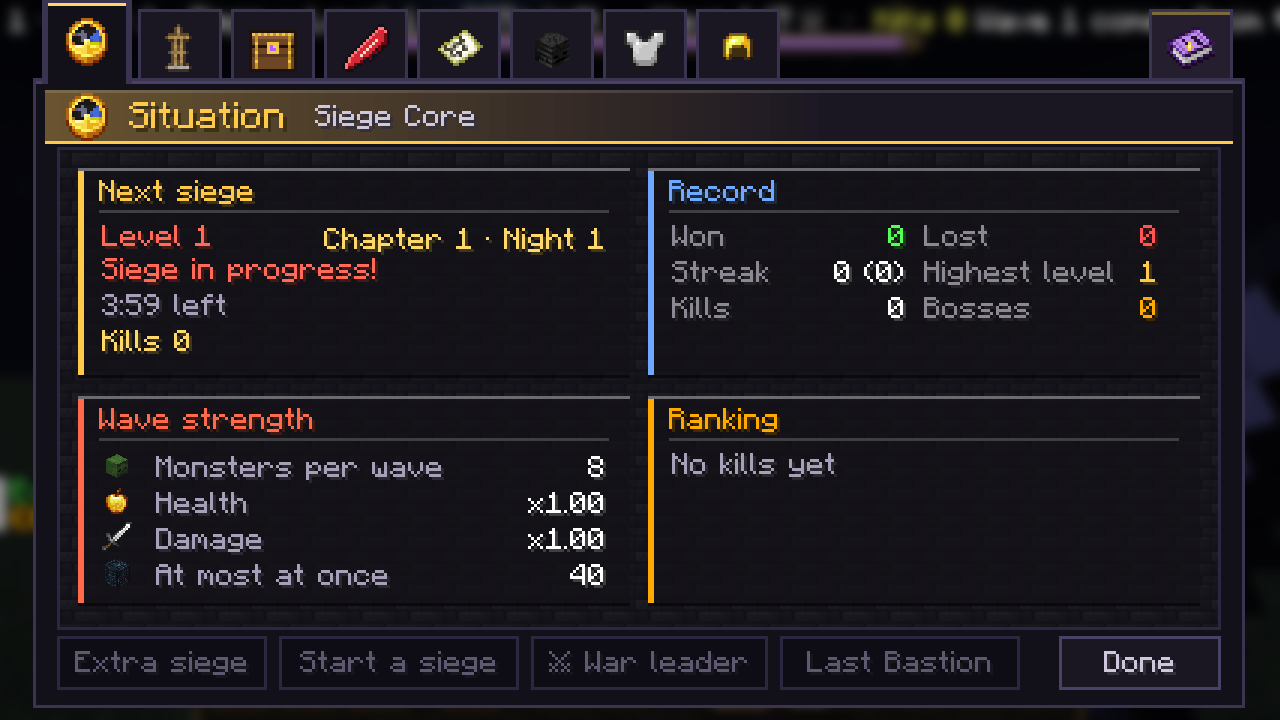 Situation Siege Core
Next siege
Level 1 Chapter 1 · Night 1
Siege in progress!
3:59 left
Kills 0
Record
Won 0 Lost 0
Streak 0 (0) Highest level 1
Kills 0 Bosses 0
Wave strength
Monsters per wave 8
Health x1.00
Damage x1.00
At most at once 40
Ranking
No kills yet
Extra siege Start a siege ⚔ War leader Last Bastion Done